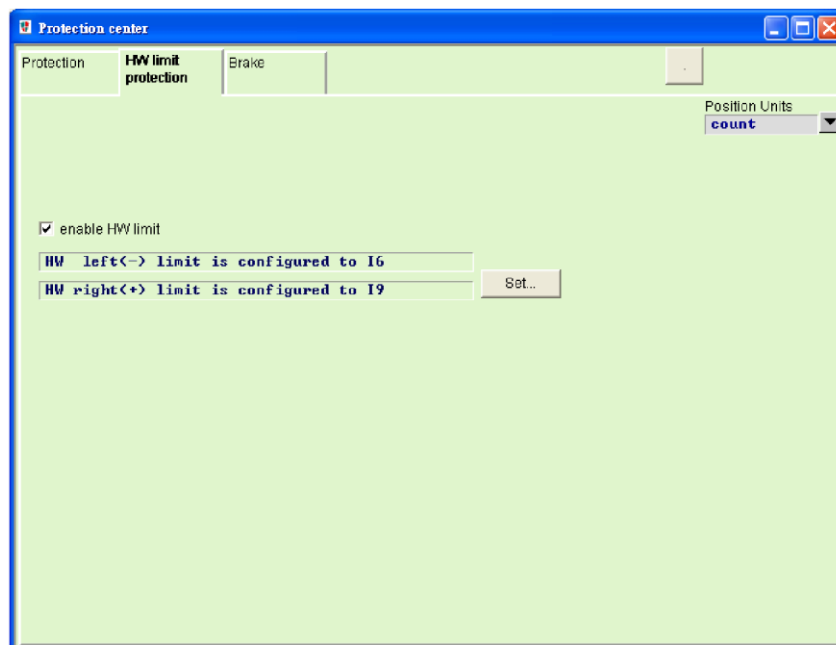 Protection center
Protection
HW limit
protection
Brake
.
Position Units
count
enable HW limit
HW  left(-) limit is configured to I6
HW right(+) limit is configured to I9
Set...